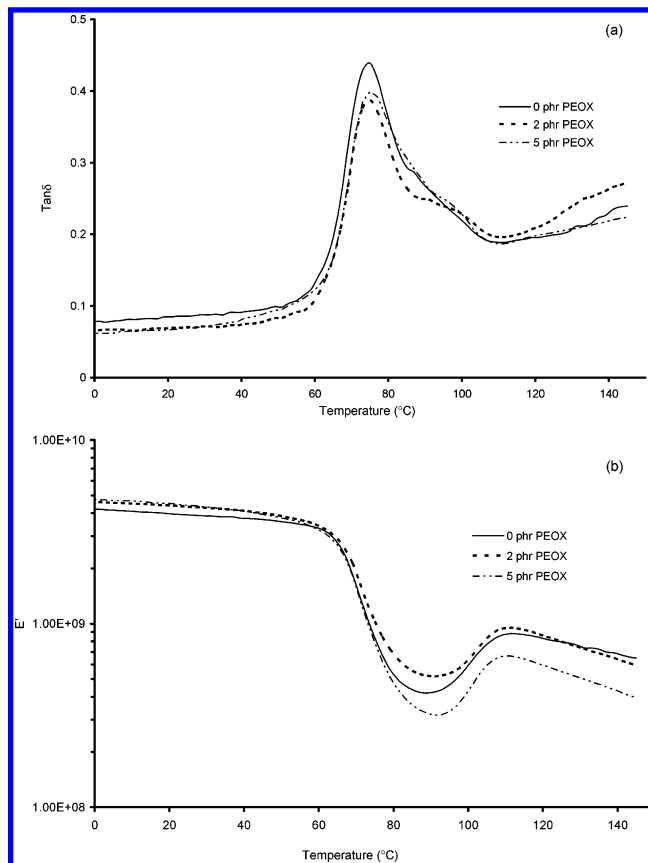 (a)
0.5
0.4
0.3
0.2
0.1
0
Tanδ
0 phr PEOX
2 phr PEOX
5 phr PEOX
0 20 40 60 80 100 120 140
Temperature (°C)
(b)
1.00E+10
1.00E+09
1.00E+08
E'
0 phr PEOX
2 phr PEOX
5 phr PEOX
0 20 40 60 80 100 120 140
Temperature (°C)